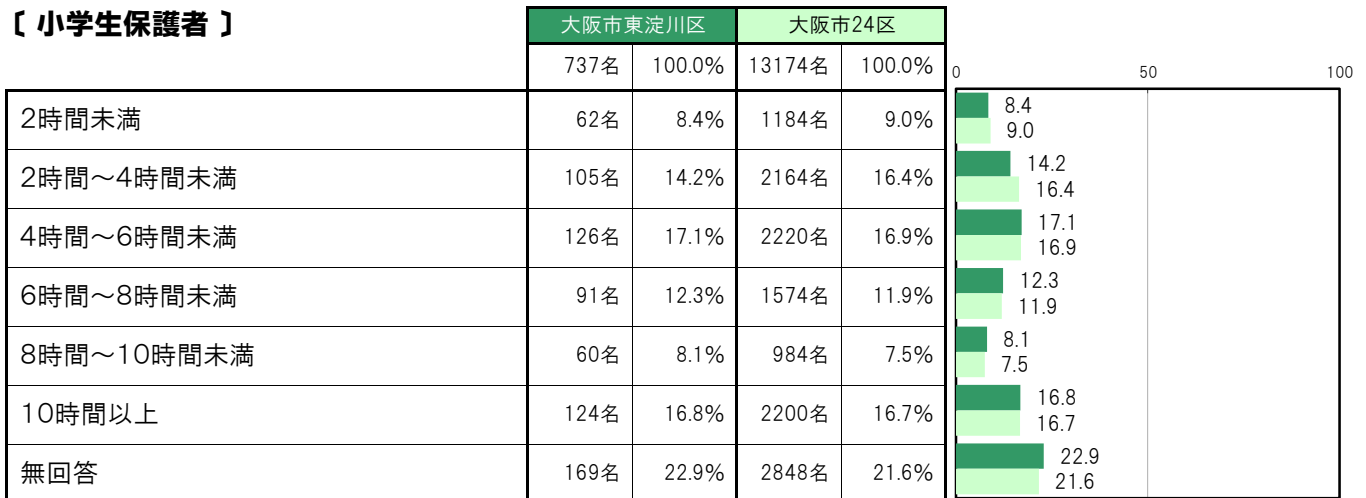 〔 小学生保護者 〕
大阪市東淀川区 大阪市24区
737名 100.0% 13174名 100.0%
0 50 100
2時間未満 62名 8.4% 1184名 9.0% 8.4
9.0
2時間～4時間未満 105名 14.2% 2164名 16.4% 14.2
16.4
4時間～6時間未満 126名 17.1% 2220名 16.9% 17.1
16.9
6時間～8時間未満 91名 12.3% 1574名 11.9% 12.3
11.9
8時間～10時間未満 60名 8.1% 984名 7.5% 8.1
7.5
10時間以上 124名 16.8% 2200名 16.7% 16.8
16.7
無回答 169名 22.9% 2848名 21.6% 22.9
21.6